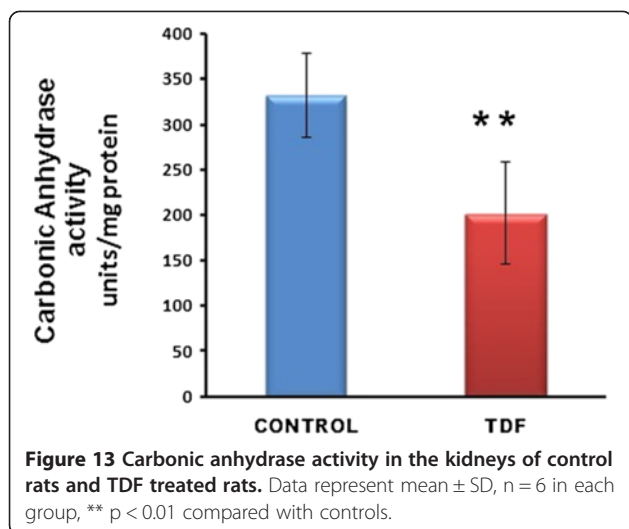 400
350
300
250
200
150
100
50
0
Carbonic Anhydrase
activity
units/mg protein
**
CONTROL
TDF
Figure 13 Carbonic anhydrase activity in the kidneys of control
rats and TDF treated rats. Data represent mean ± SD, n = 6 in each
group, ** p < 0.01 compared with controls.